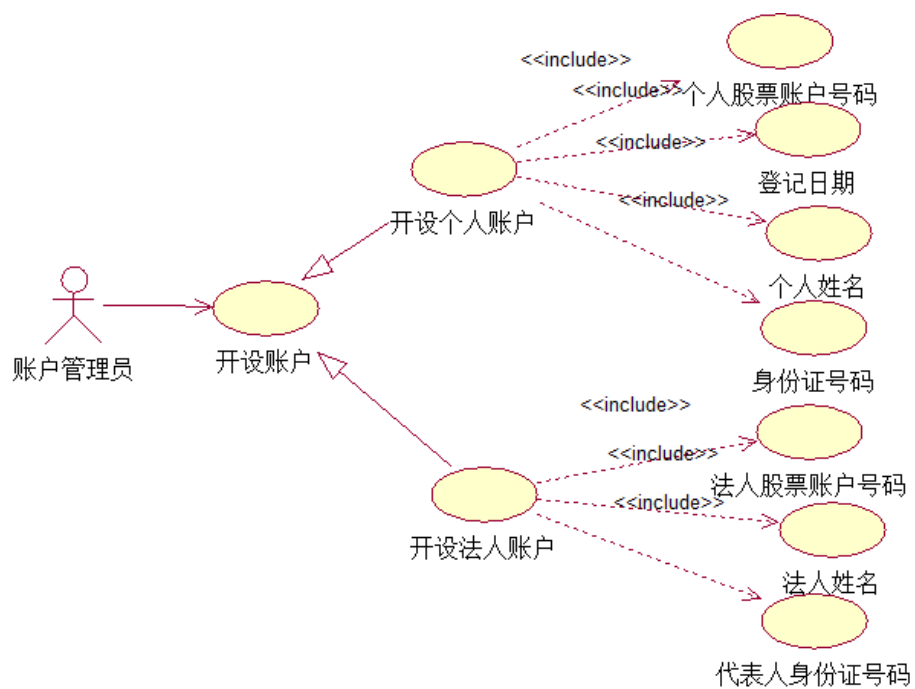 <<include>>
个人股票账户号码
<<include>>
<<include>>
登记日期
<<include>>
开设个人账户
个人姓名
账户管理员
开设账户
身份证号码
<<include>>
<<include>>
法人股票账户号码
<<include>>
开设法人账户
法人姓名
代表人身份证号码